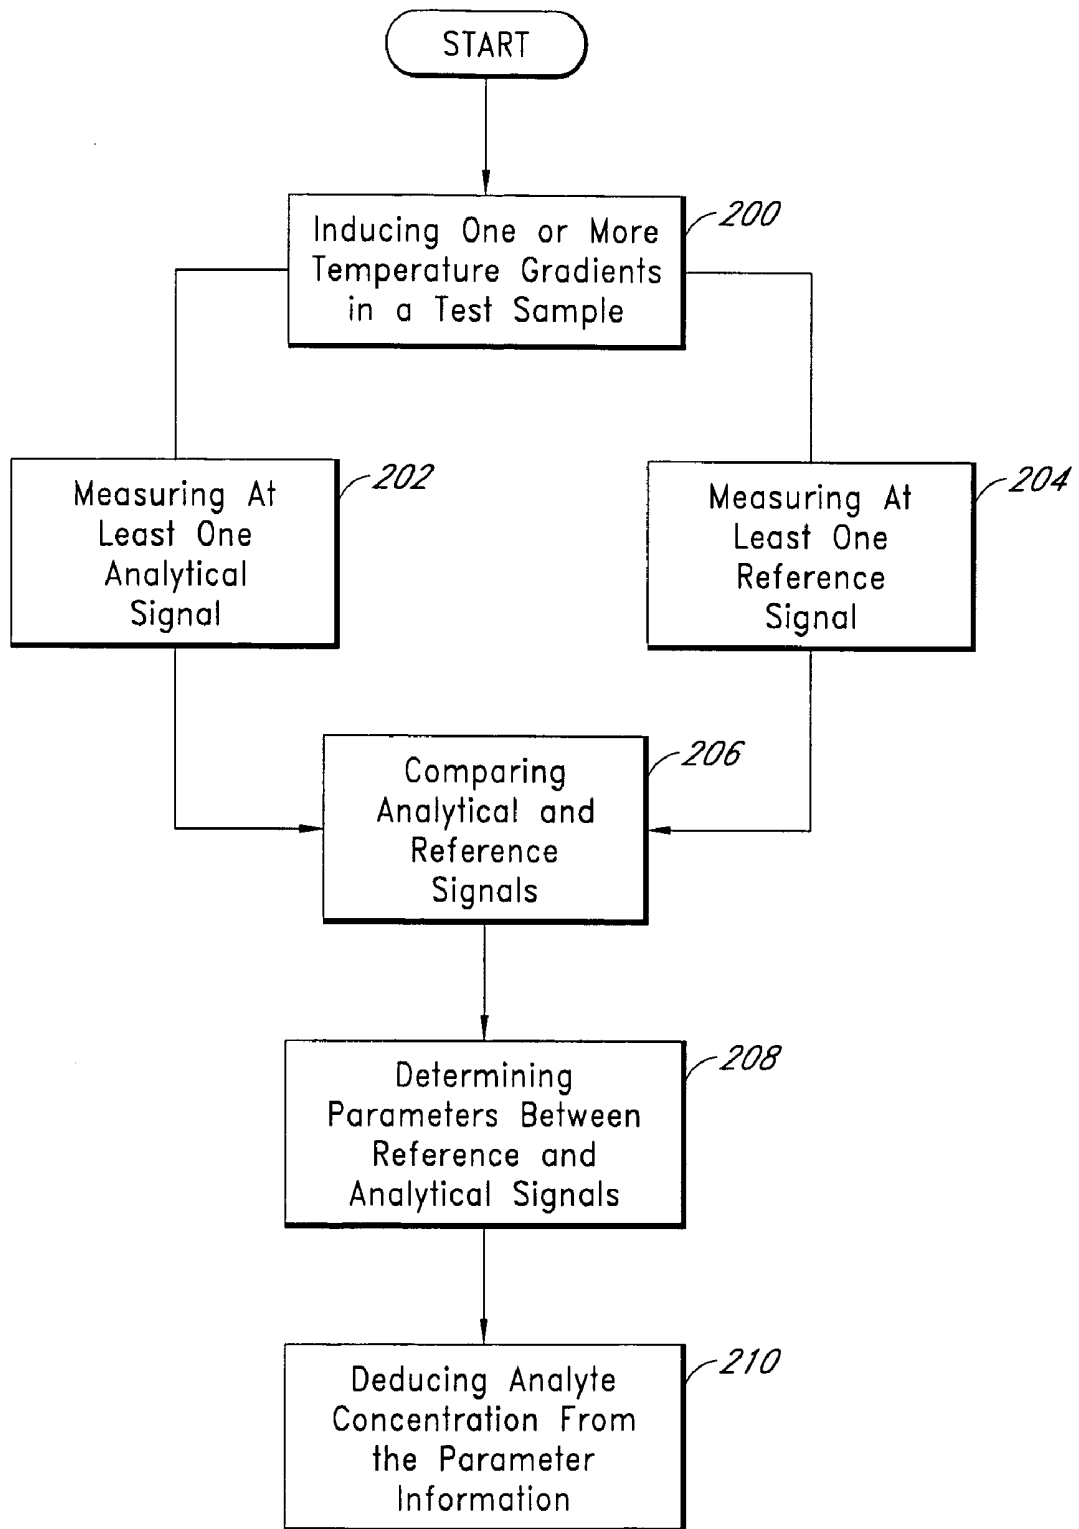 START
Inducing One or More
Temperature Gradients
in a Test Sample
200
Measuring At
Least One
Analytical
Signal
202
Measuring At
Least One
Reference
Signal
204
Comparing
Analytical and
Reference
Signals
206
Determining
Parameters Between
Reference and
Analytical Signals
208
Deducing Analyte
Concentration From
the Parameter
Information
210